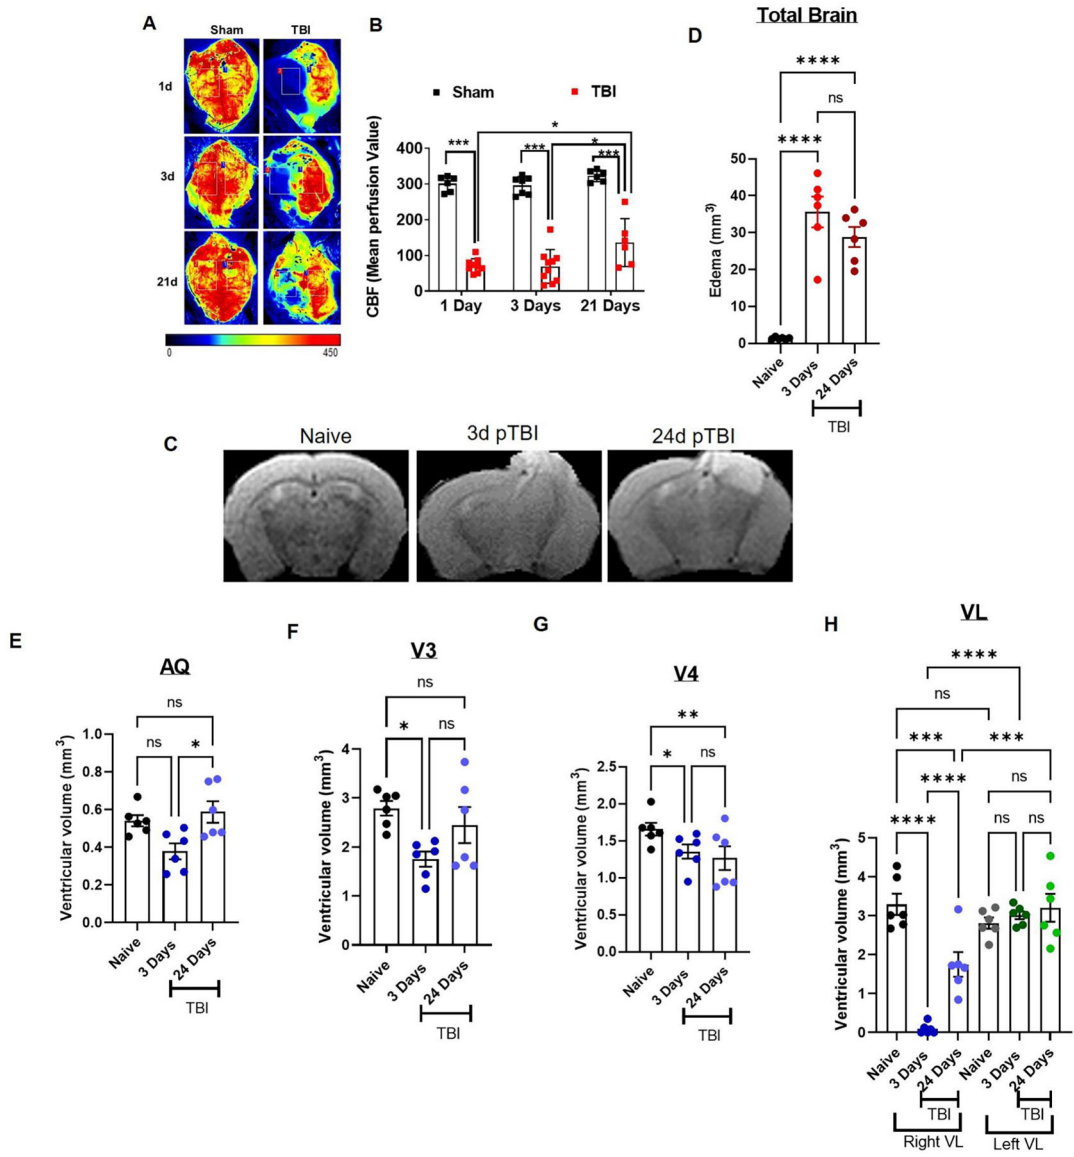 A
Sham
TBI
1d
3d
21d
0
450
B
Sham
TBI
CBF (Mean perfusion Value)
400
300
200
100
0
***
***
***
*
*
1 Day
3 Days
21 Days
Total Brain
D
****
ns
****
Edema (mm3)
50
40
30
20
10
0
Naive
3 Days
24 Days
TBI
C
Naive
3d pTBI
24d pTBI
E
AQ
ns
ns
*
Ventricular volume (mm3)
1.0
0.8
0.6
0.4
0.2
0.0
Naive
3 Days
24 Days
TBI
F
V3
ns
*
ns
Ventricular volume (mm3)
4
3
2
1
0
Naive
3 Days
24 Days
TBI
G
V4
**
*
ns
Ventricular volume (mm3)
2.5
2.0
1.5
1.0
0.5
0.0
Naive
3 Days
24 Days
TBI
H
VL
****
ns
***
***
****
ns
****
ns
ns
Ventricular volume (mm3)
5
4
3
2
1
0
Naive
3 Days
24 Days
Naive
3 Days
24 Days
TBI
TBI
Right VL
Left VL